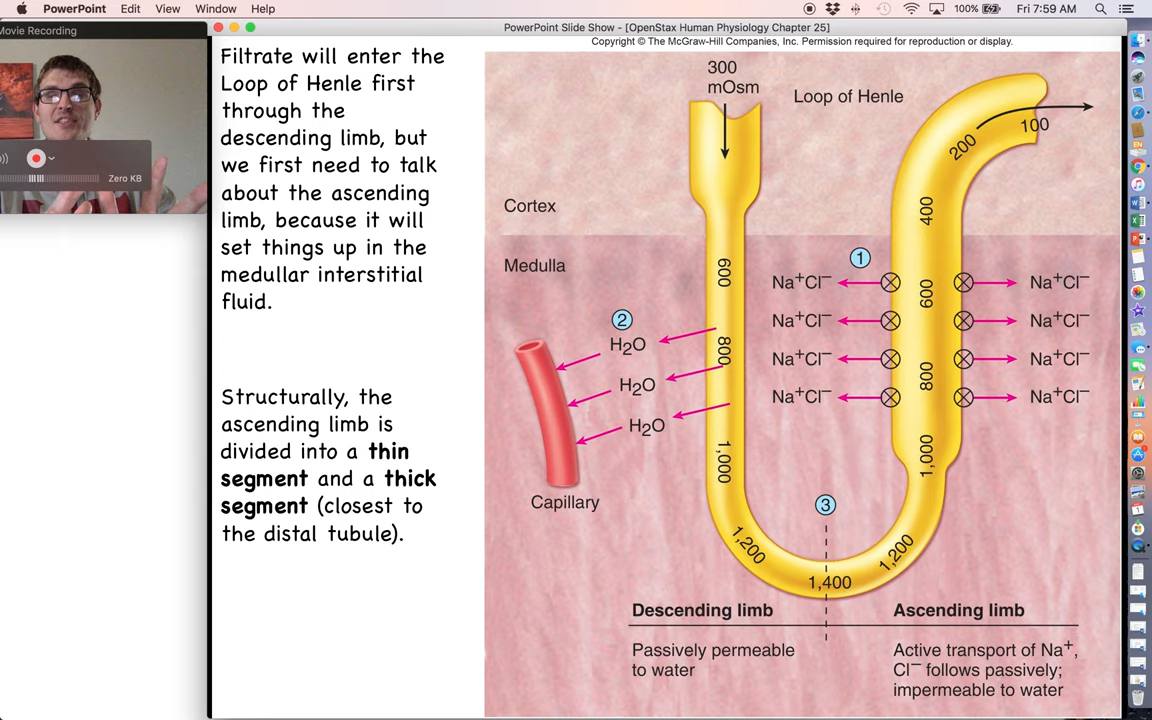 PowerPoint Edit View Window Help
100% Fri 7:59 AM
Movie Recording
PowerPoint Slide Show - [OpenStax Human Physiology Chapter 25]
Copyright © The McGraw-Hill Companies, Inc. Permission required for reproduction or display.
Zero KB
Filtrate will enter the
Loop of Henle first
through the
descending limb, but
we first need to talk
about the ascending
limb, because it will
set things up in the
medullar interstitial
fluid.
Structurally, the
ascending limb is
divided into a thin
segment and a thick
segment (closest to
the distal tubule).
300
mOsm
Loop of Henle
100
200
400
Cortex
Medulla
600
800
1,000
1,200
1,400
1,200
1,000
800
600
1
Na+Cl− Na+Cl−
Na+Cl− Na+Cl−
Na+Cl− Na+Cl−
Na+Cl− Na+Cl−
2
H2O
H2O
H2O
Capillary
3
Descending limb Ascending limb
Passively permeable
to water
Active transport of Na+,
Cl− follows passively;
impermeable to water